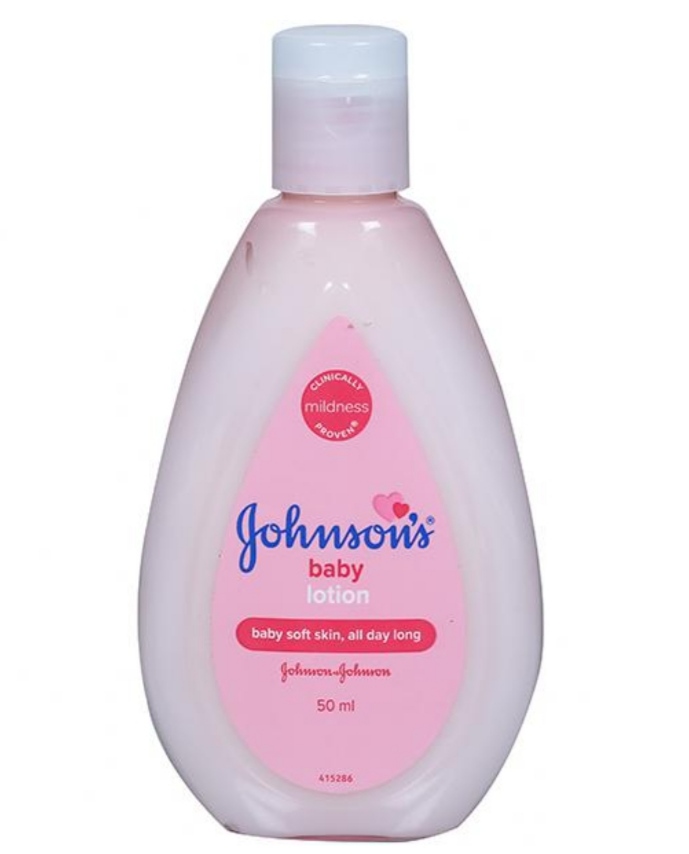 CLINICALLY
mildness
PROVEN®
Johnson's®
baby
lotion
baby soft skin, all day long
Johnson+Johnson
50 ml
415286